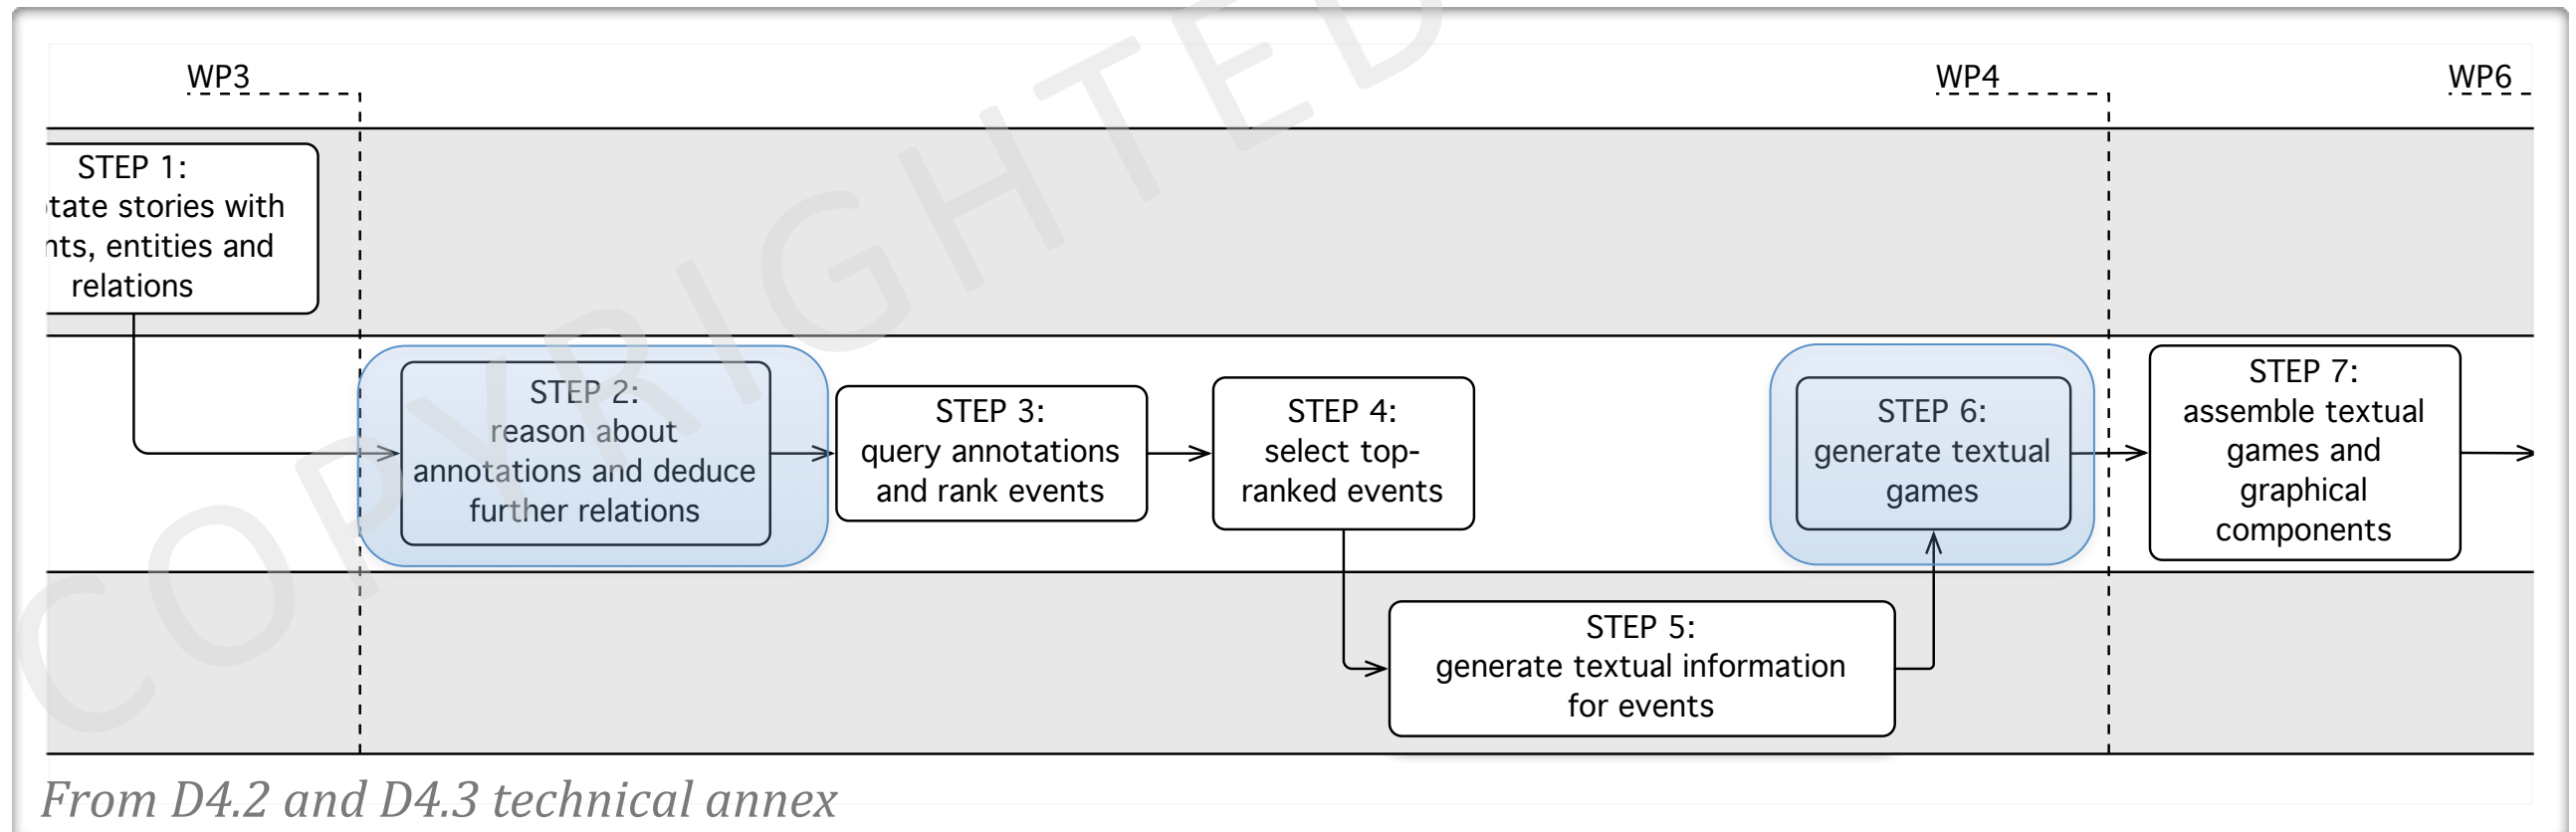 WP3
WP4
WP6
STEP 1:
stories with
entities and
relations
STEP 2:
reason about
annotations and deduce
further relations
STEP 3:
query annotations
and rank events
STEP 4:
select top-
ranked events
STEP 5:
generate textual information
for events
STEP 6:
generate textual
games
STEP 7:
assemble textual
games and
graphical
components
COPYRIGHTED
From D4.2 and D4.3 technical annex